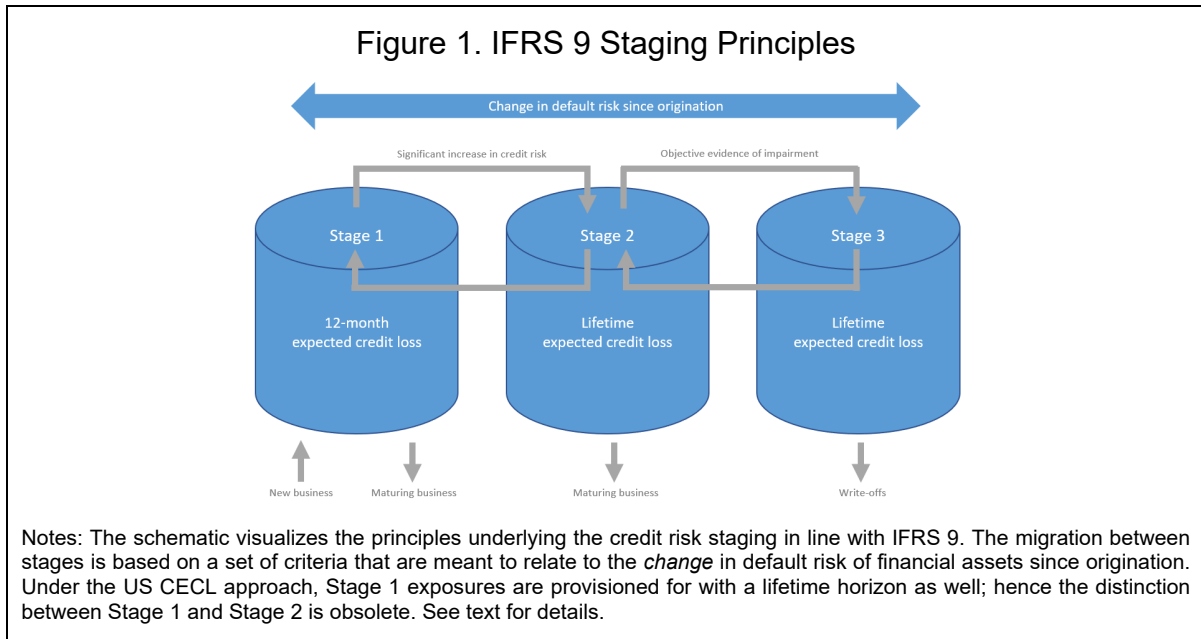 Figure 1. IFRS 9 Staging Principles
Change in default risk since origination
Significant increase in credit risk
Objective evidence of impairment
Stage 1
Stage 2
Stage 3
12-month
expected credit loss
Lifetime
expected credit loss
Lifetime
expected credit loss
New business
Maturing business
Maturing business
Write-offs
Notes: The schematic visualizes the principles underlying the credit risk staging in line with IFRS 9. The migration between
stages is based on a set of criteria that are meant to relate to the change in default risk of financial assets since origination.
Under the US CECL approach, Stage 1 exposures are provisioned for with a lifetime horizon as well; hence the distinction
between Stage 1 and Stage 2 is obsolete. See text for details.